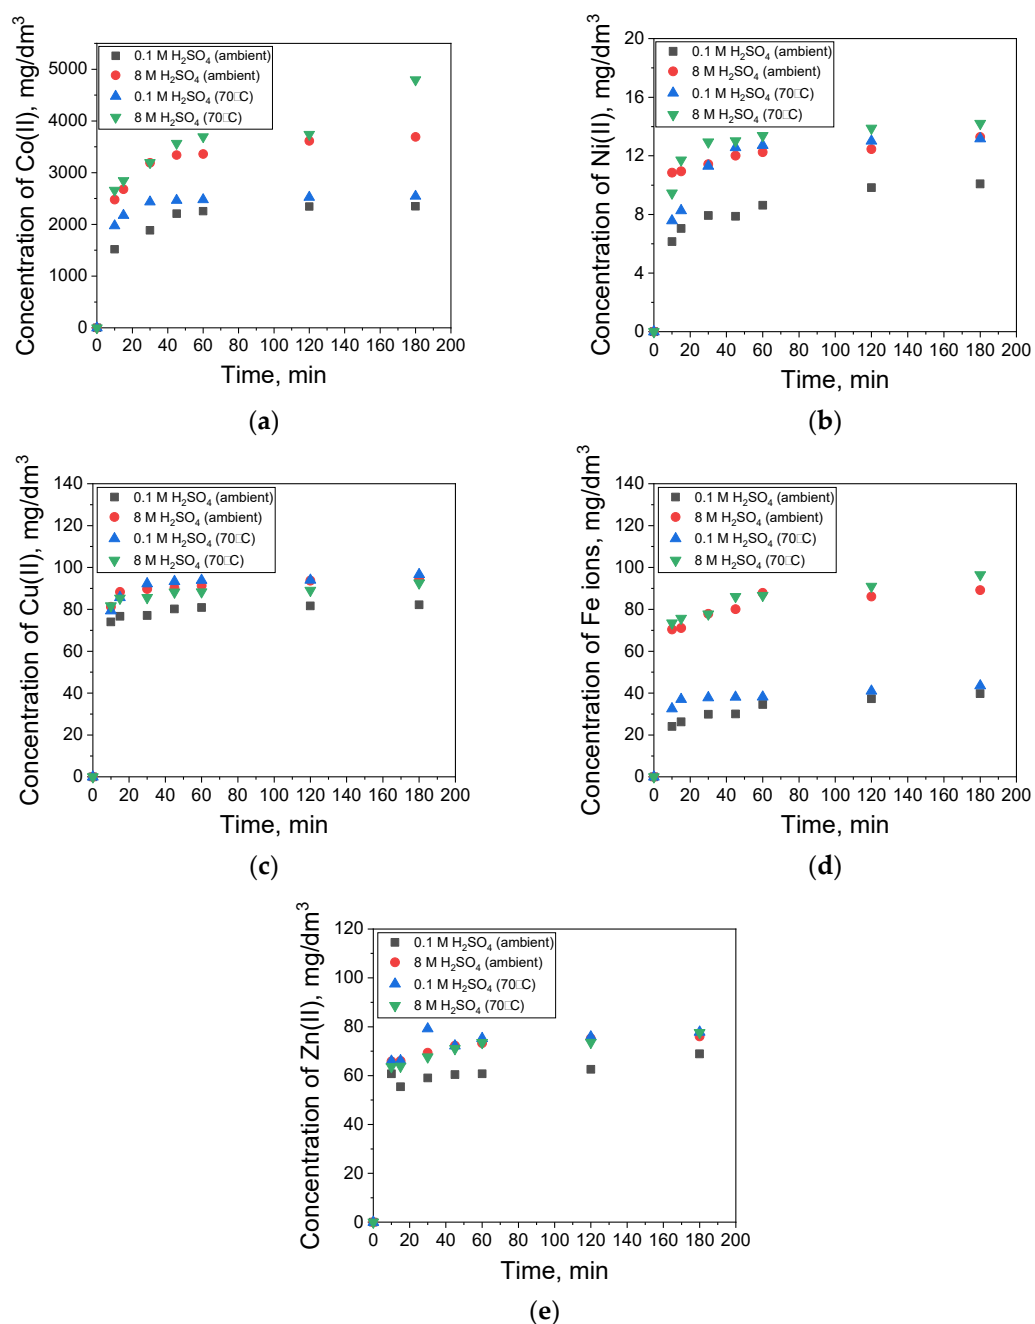 Concentration of Co(II), mg/dm³
5000
4000
3000
2000
1000
0
0.1 M H₂SO₄ (ambient)
8 M H₂SO₄ (ambient)
0.1 M H₂SO₄ (70□C)
8 M H₂SO₄ (70□C)
0 20 40 60 80 100 120 140 160 180 200
Time, min
(a)
Concentration of Ni(II), mg/dm³
20
16
12
8
4
0
0.1 M H₂SO₄ (ambient)
8 M H₂SO₄ (ambient)
0.1 M H₂SO₄ (70□C)
8 M H₂SO₄ (70□C)
0 20 40 60 80 100 120 140 160 180 200
Time, min
(b)
Concentration of Cu(II), mg/dm³
140
120
100
80
60
40
20
0
0.1 M H₂SO₄ (ambient)
8 M H₂SO₄ (ambient)
0.1 M H₂SO₄ (70□C)
8 M H₂SO₄ (70□C)
0 20 40 60 80 100 120 140 160 180 200
Time, min
(c)
Concentration of Fe ions, mg/dm³
140
120
100
80
60
40
20
0
0.1 M H₂SO₄ (ambient)
8 M H₂SO₄ (ambient)
0.1 M H₂SO₄ (70□C)
8 M H₂SO₄ (70□C)
0 20 40 60 80 100 120 140 160 180 200
Time, min
(d)
Concentration of Zn(II), mg/dm³
120
100
80
60
40
20
0
0.1 M H₂SO₄ (ambient)
8 M H₂SO₄ (ambient)
0.1 M H₂SO₄ (70□C)
8 M H₂SO₄ (70□C)
0 20 40 60 80 100 120 140 160 180 200
Time, min
(e)